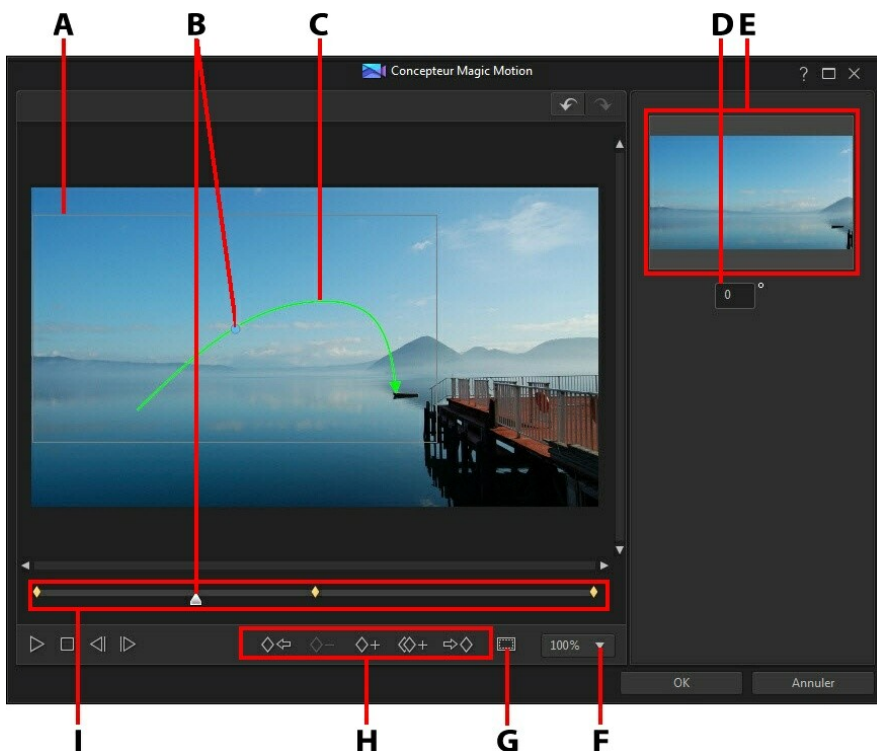 A B C D E
Concepteur Magic Motion ?
0 °
100%
OK Annuler
I H G F